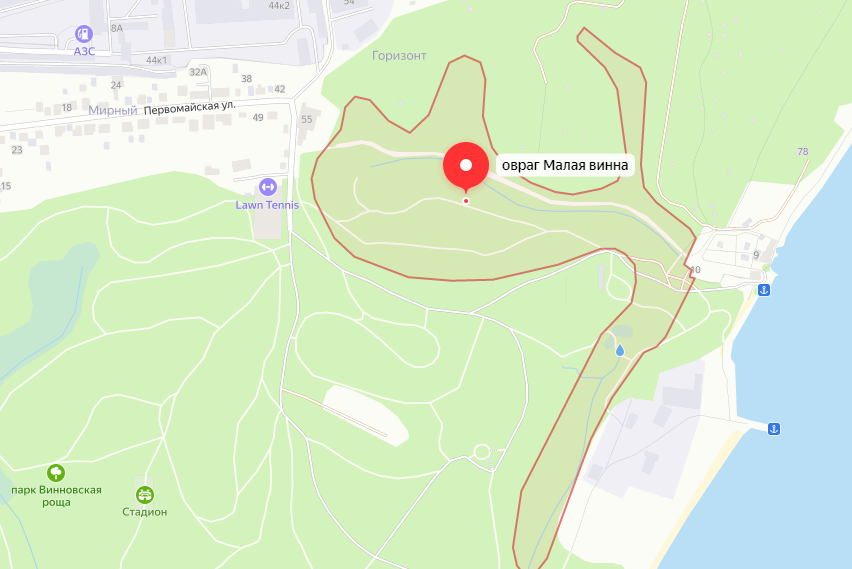 44к2
54
8А
АЗС
44к1
32А
38
24
42
Горизонт
18
Мирный
Первомайская ул.
49
55
23
78
15
овраг Малая винна
Lawn Tennis
9
10
парк Винновская
роща
Стадион